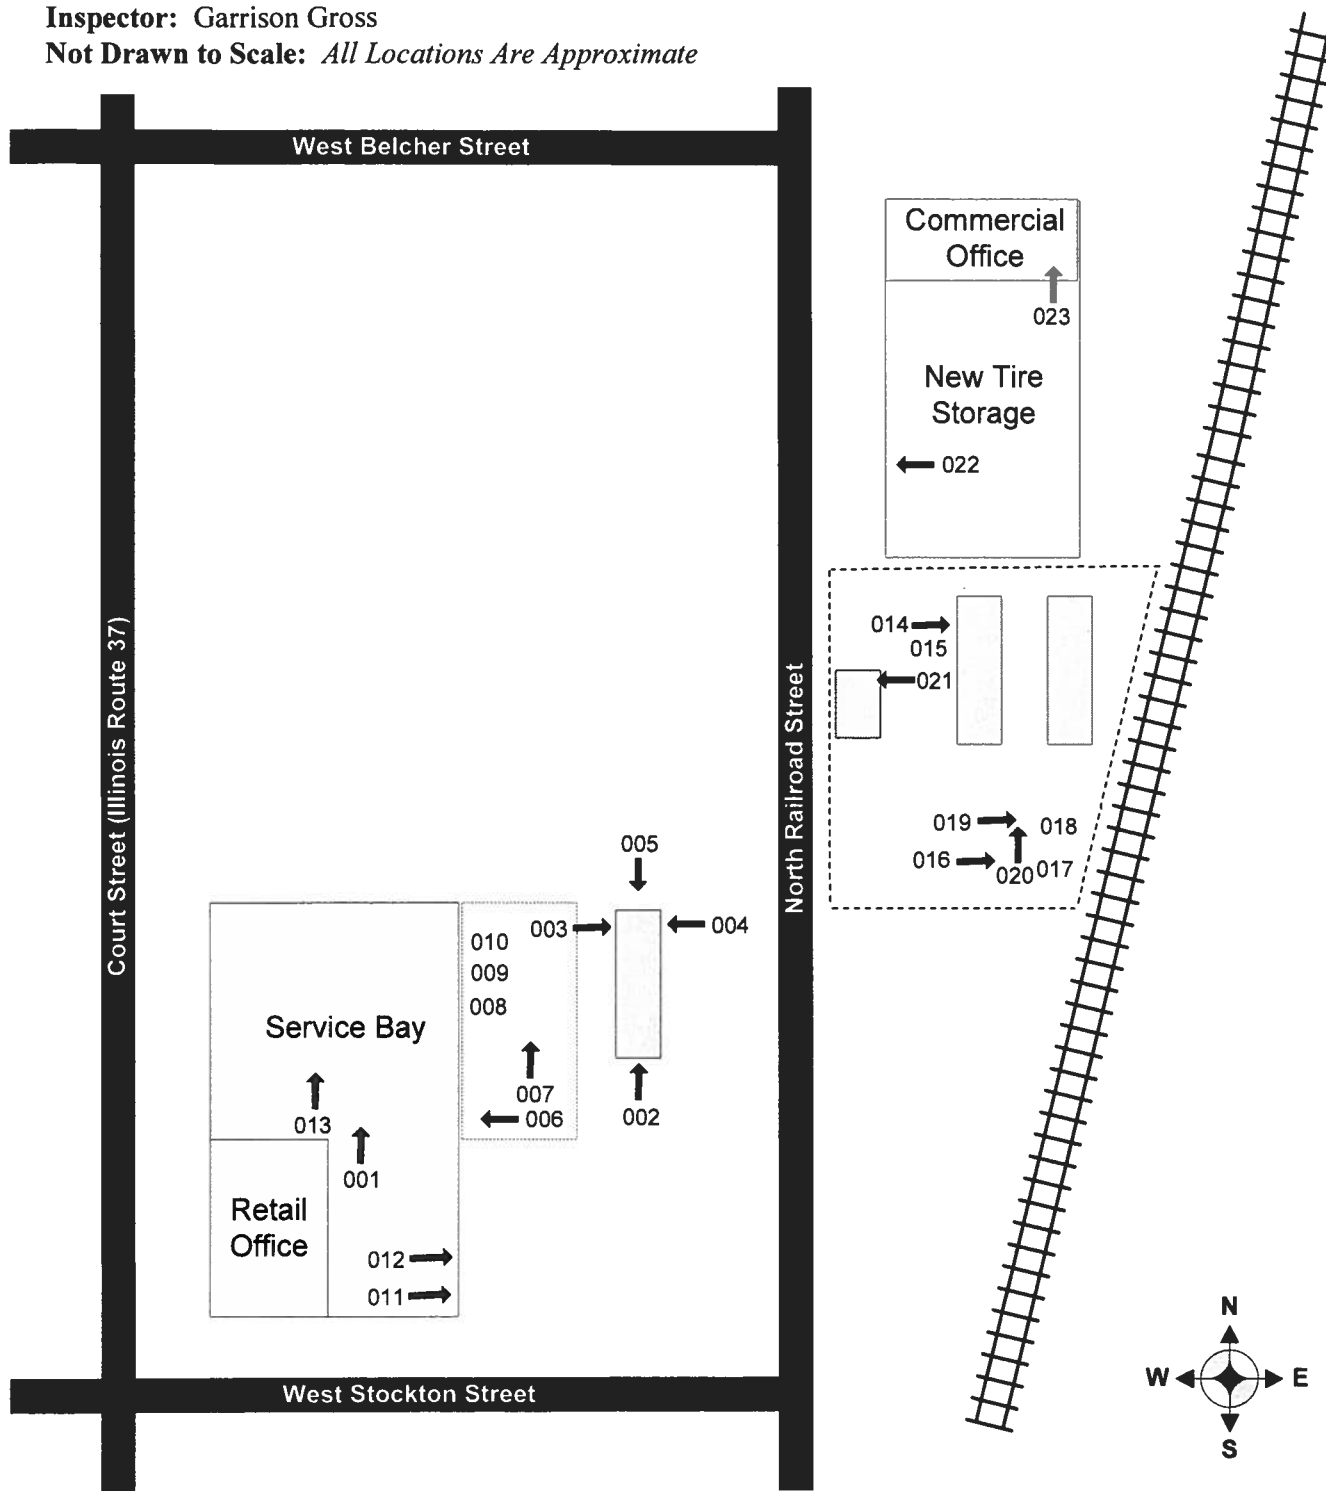 Inspector: Garrison Gross
Not Drawn to Scale: All Locations Are Approximate
West Belcher Street
Commercial
Office
023
New Tire
Storage
022
Court Street (Illinois Route 37)
North Railroad Street
014
015
021
019
018
016
020
017
005
003
004
010
009
008
Service Bay
007
006
002
013
001
Retail
Office
012
011
West Stockton Street
N
W
E
S